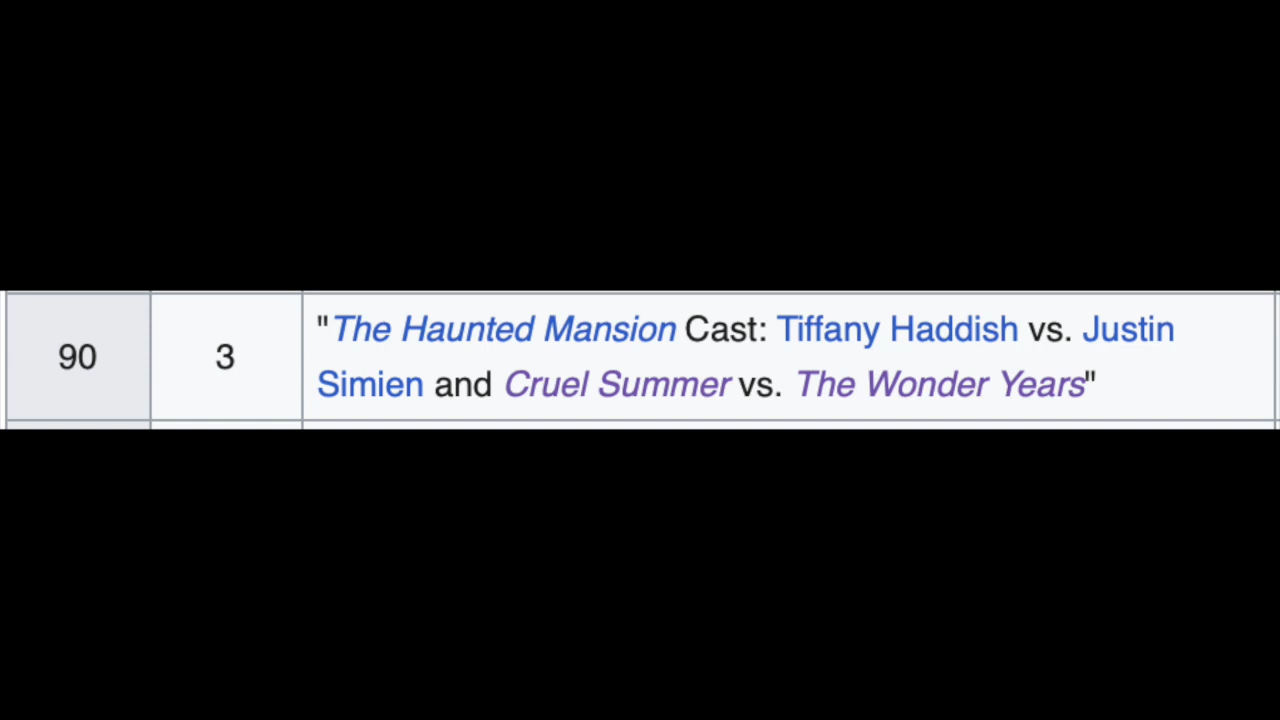 90
3
"The Haunted Mansion Cast: Tiffany Haddish vs. Justin
Simien and Cruel Summer vs. The Wonder Years"